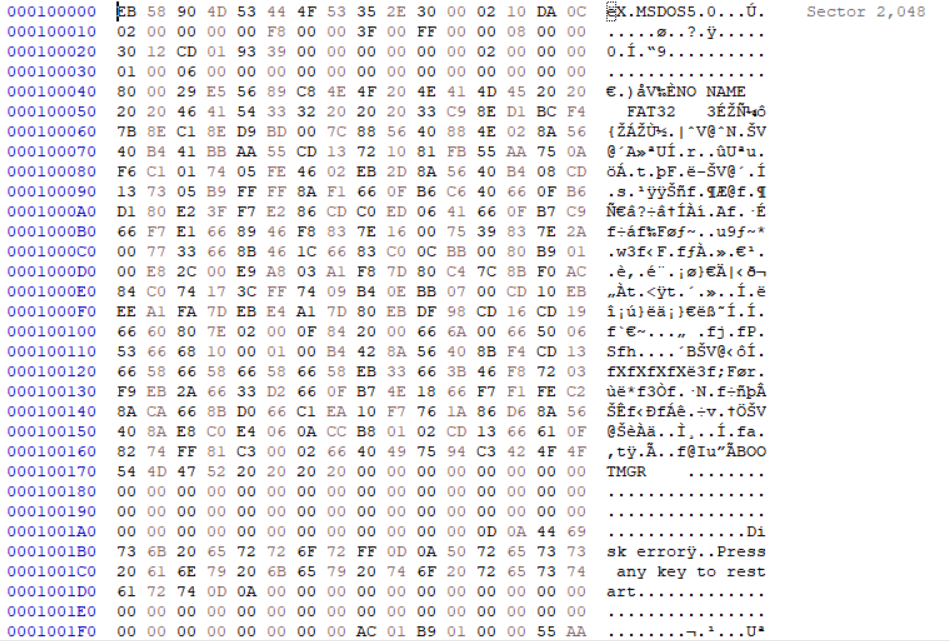 000100000 EB 58 90 4D 53 44 4F 53 35 2E 30 00 02 10 DA 0C ëX.MSDOS5.0...Ú. Sector 2,048
000100010 02 00 00 00 00 F8 00 00 3F 00 FF 00 00 08 00 00 .....ø..?.ÿ.....
000100020 30 12 CD 01 93 39 00 00 00 00 00 00 02 00 00 00 0.Í.“9..........
000100030 01 00 06 00 00 00 00 00 00 00 00 00 00 00 00 00 ................
000100040 80 00 29 E5 56 89 C8 4E 4F 20 4E 41 4D 45 20 20 €.)åV‰ÈNO NAME
000100050 20 20 46 41 54 33 32 20 20 20 33 C9 8E D1 BC F4 FAT32 3ÉŽÑ¼ô
000100060 7B 8E C1 8E D9 BD 00 7C 88 56 40 88 4E 02 8A 56 {ŽÁŽÙ½.|ˆV@ˆN.ŠV
000100070 40 B4 41 BB AA 55 CD 13 72 10 81 FB 55 AA 75 0A @´A»ªUÍ.r..ûUªu.
000100080 F6 C1 01 74 05 FE 46 02 EB 2D 8A 56 40 B4 08 CD öÁ.t.þF.ë-ŠV@´.Í
000100090 13 73 05 B9 FF FF 8A F1 66 0F B6 C6 40 66 0F B6 .s.¹ÿÿŠñf.¶Æ@f.¶
0001000A0 D1 80 E2 3F F7 E2 86 CD C0 ED 06 41 66 0F B7 C9 Ñ€â?÷â†ÍÀí.Af.·É
0001000B0 66 F7 E1 66 89 46 F8 83 7E 16 00 75 39 83 7E 2A f÷áf‰Føƒ~..u9ƒ~*
0001000C0 00 77 33 66 8B 46 1C 66 83 C0 0C BB 00 80 B9 01 .w3f‹F.fƒÀ.».€¹.
0001000D0 00 E8 2C 00 E9 A8 03 A1 F8 7D 80 C4 7C 8B F0 AC .è,.é¨.¡ø}€Ä|‹ð¬
0001000E0 84 C0 74 17 3C FF 74 09 B4 0E BB 07 00 CD 10 EB „Àt.<ÿt.´.»..Í.ë
0001000F0 EE A1 FA 7D EB E4 A1 7D 80 EB DF 98 CD 16 CD 19 î¡ú}ëä¡}€ëß˜Í.Í.
000100100 66 60 80 7E 02 00 0F 84 20 00 66 6A 00 66 50 06 f`€~...„ .fj.fP.
000100110 53 66 68 10 00 01 00 B4 42 8A 56 40 8B F4 CD 13 Sfh....´BŠV@‹ôÍ.
000100120 66 58 66 58 66 58 66 58 EB 33 66 3B 46 F8 72 03 fXfXfXfXë3f;Før.
000100130 F9 EB 2A 66 33 D2 66 0F B7 4E 18 66 F7 F1 FE C2 ùë*f3Òf.·N.f÷ñþÂ
000100140 8A CA 66 8B D0 66 C1 EA 10 F7 76 1A 86 D6 8A 56 ŠÊf‹ÐfÁê.÷v.†ÖŠV
000100150 40 8A E8 C0 E4 06 0A CC B8 01 02 CD 13 66 61 0F @ŠèÀä..Ì¸..Í.fa.
000100160 82 74 FF 81 C3 00 02 66 40 49 75 94 C3 42 4F 4F ‚tÿ.Ã..f@Iu”ÃBOO
000100170 54 4D 47 52 20 20 20 20 00 00 00 00 00 00 00 00 TMGR ........
000100180 00 00 00 00 00 00 00 00 00 00 00 00 00 00 00 00 ................
000100190 00 00 00 00 00 00 00 00 00 00 00 00 00 00 00 00 ................
0001001A0 00 00 00 00 00 00 00 00 00 00 00 00 0D 0A 44 69 ..............Di
0001001B0 73 6B 20 65 72 72 6F 72 FF 0D 0A 50 72 65 73 73 sk errorÿ..Press
0001001C0 20 61 6E 79 20 6B 65 79 20 74 6F 20 72 65 73 74 any key to rest
0001001D0 61 72 74 0D 0A 00 00 00 00 00 00 00 00 00 00 00 art.............
0001001E0 00 00 00 00 00 00 00 00 00 00 00 00 00 00 00 00 ................
0001001F0 00 00 00 00 00 00 00 00 AC 01 B9 01 00 00 55 AA ........¬.¹...Uª